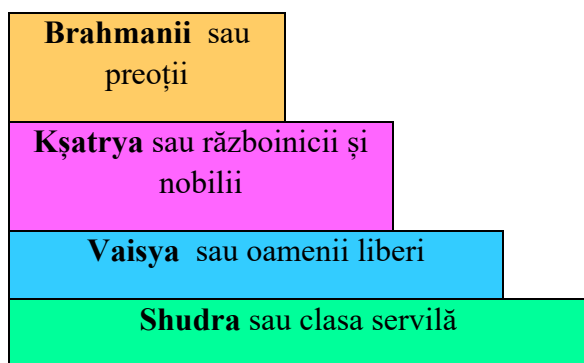 Brahmanii sau
preoții
Kșatrya sau războinicii și
nobilii
Vaisya sau oamenii liberi
Shudra sau clasa servilă